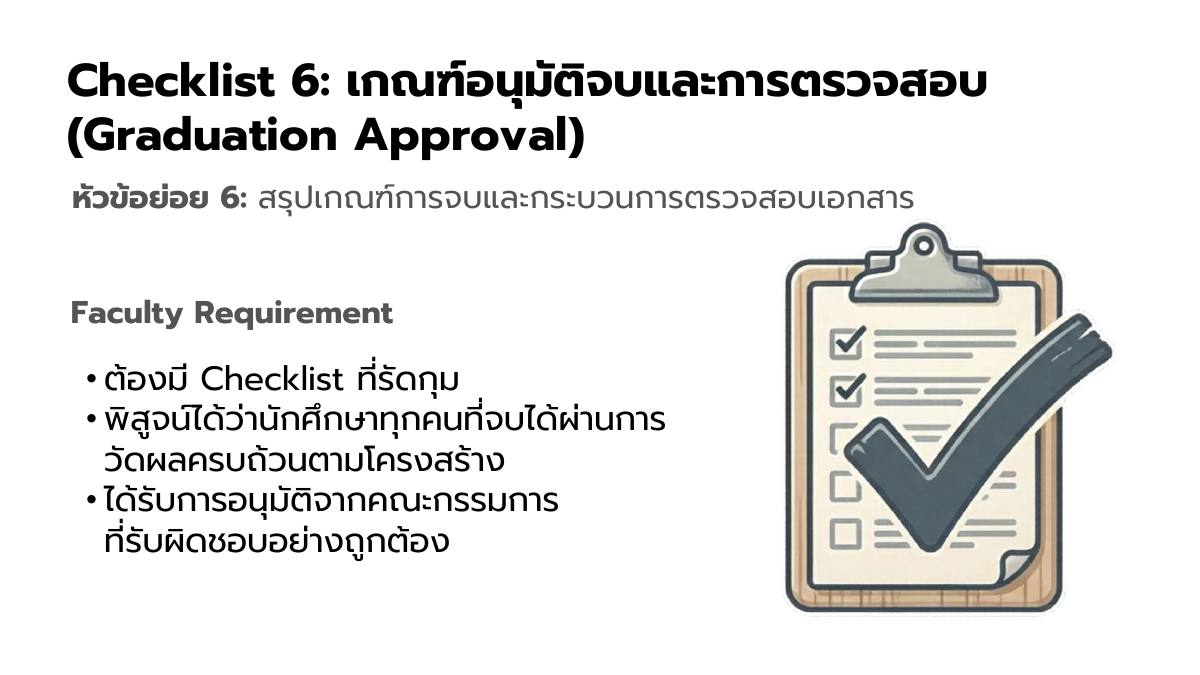 Checklist 6: เกณฑ์อนุมัติจบและการตรวจสอบ
(Graduation Approval)
หัวข้อย่อย 6: สรุปเกณฑ์การจบและกระบวนการตรวจสอบเอกสาร
Faculty Requirement
• ต้องมี Checklist ที่รัดกุม
• พิสูจน์ได้ว่านักศึกษาทุกคนที่จบได้ผ่านการ
วัดผลครบถ้วนตามโครงสร้าง
• ได้รับการอนุมัติจากคณะกรรมการ
ที่รับผิดชอบอย่างถูกต้อง